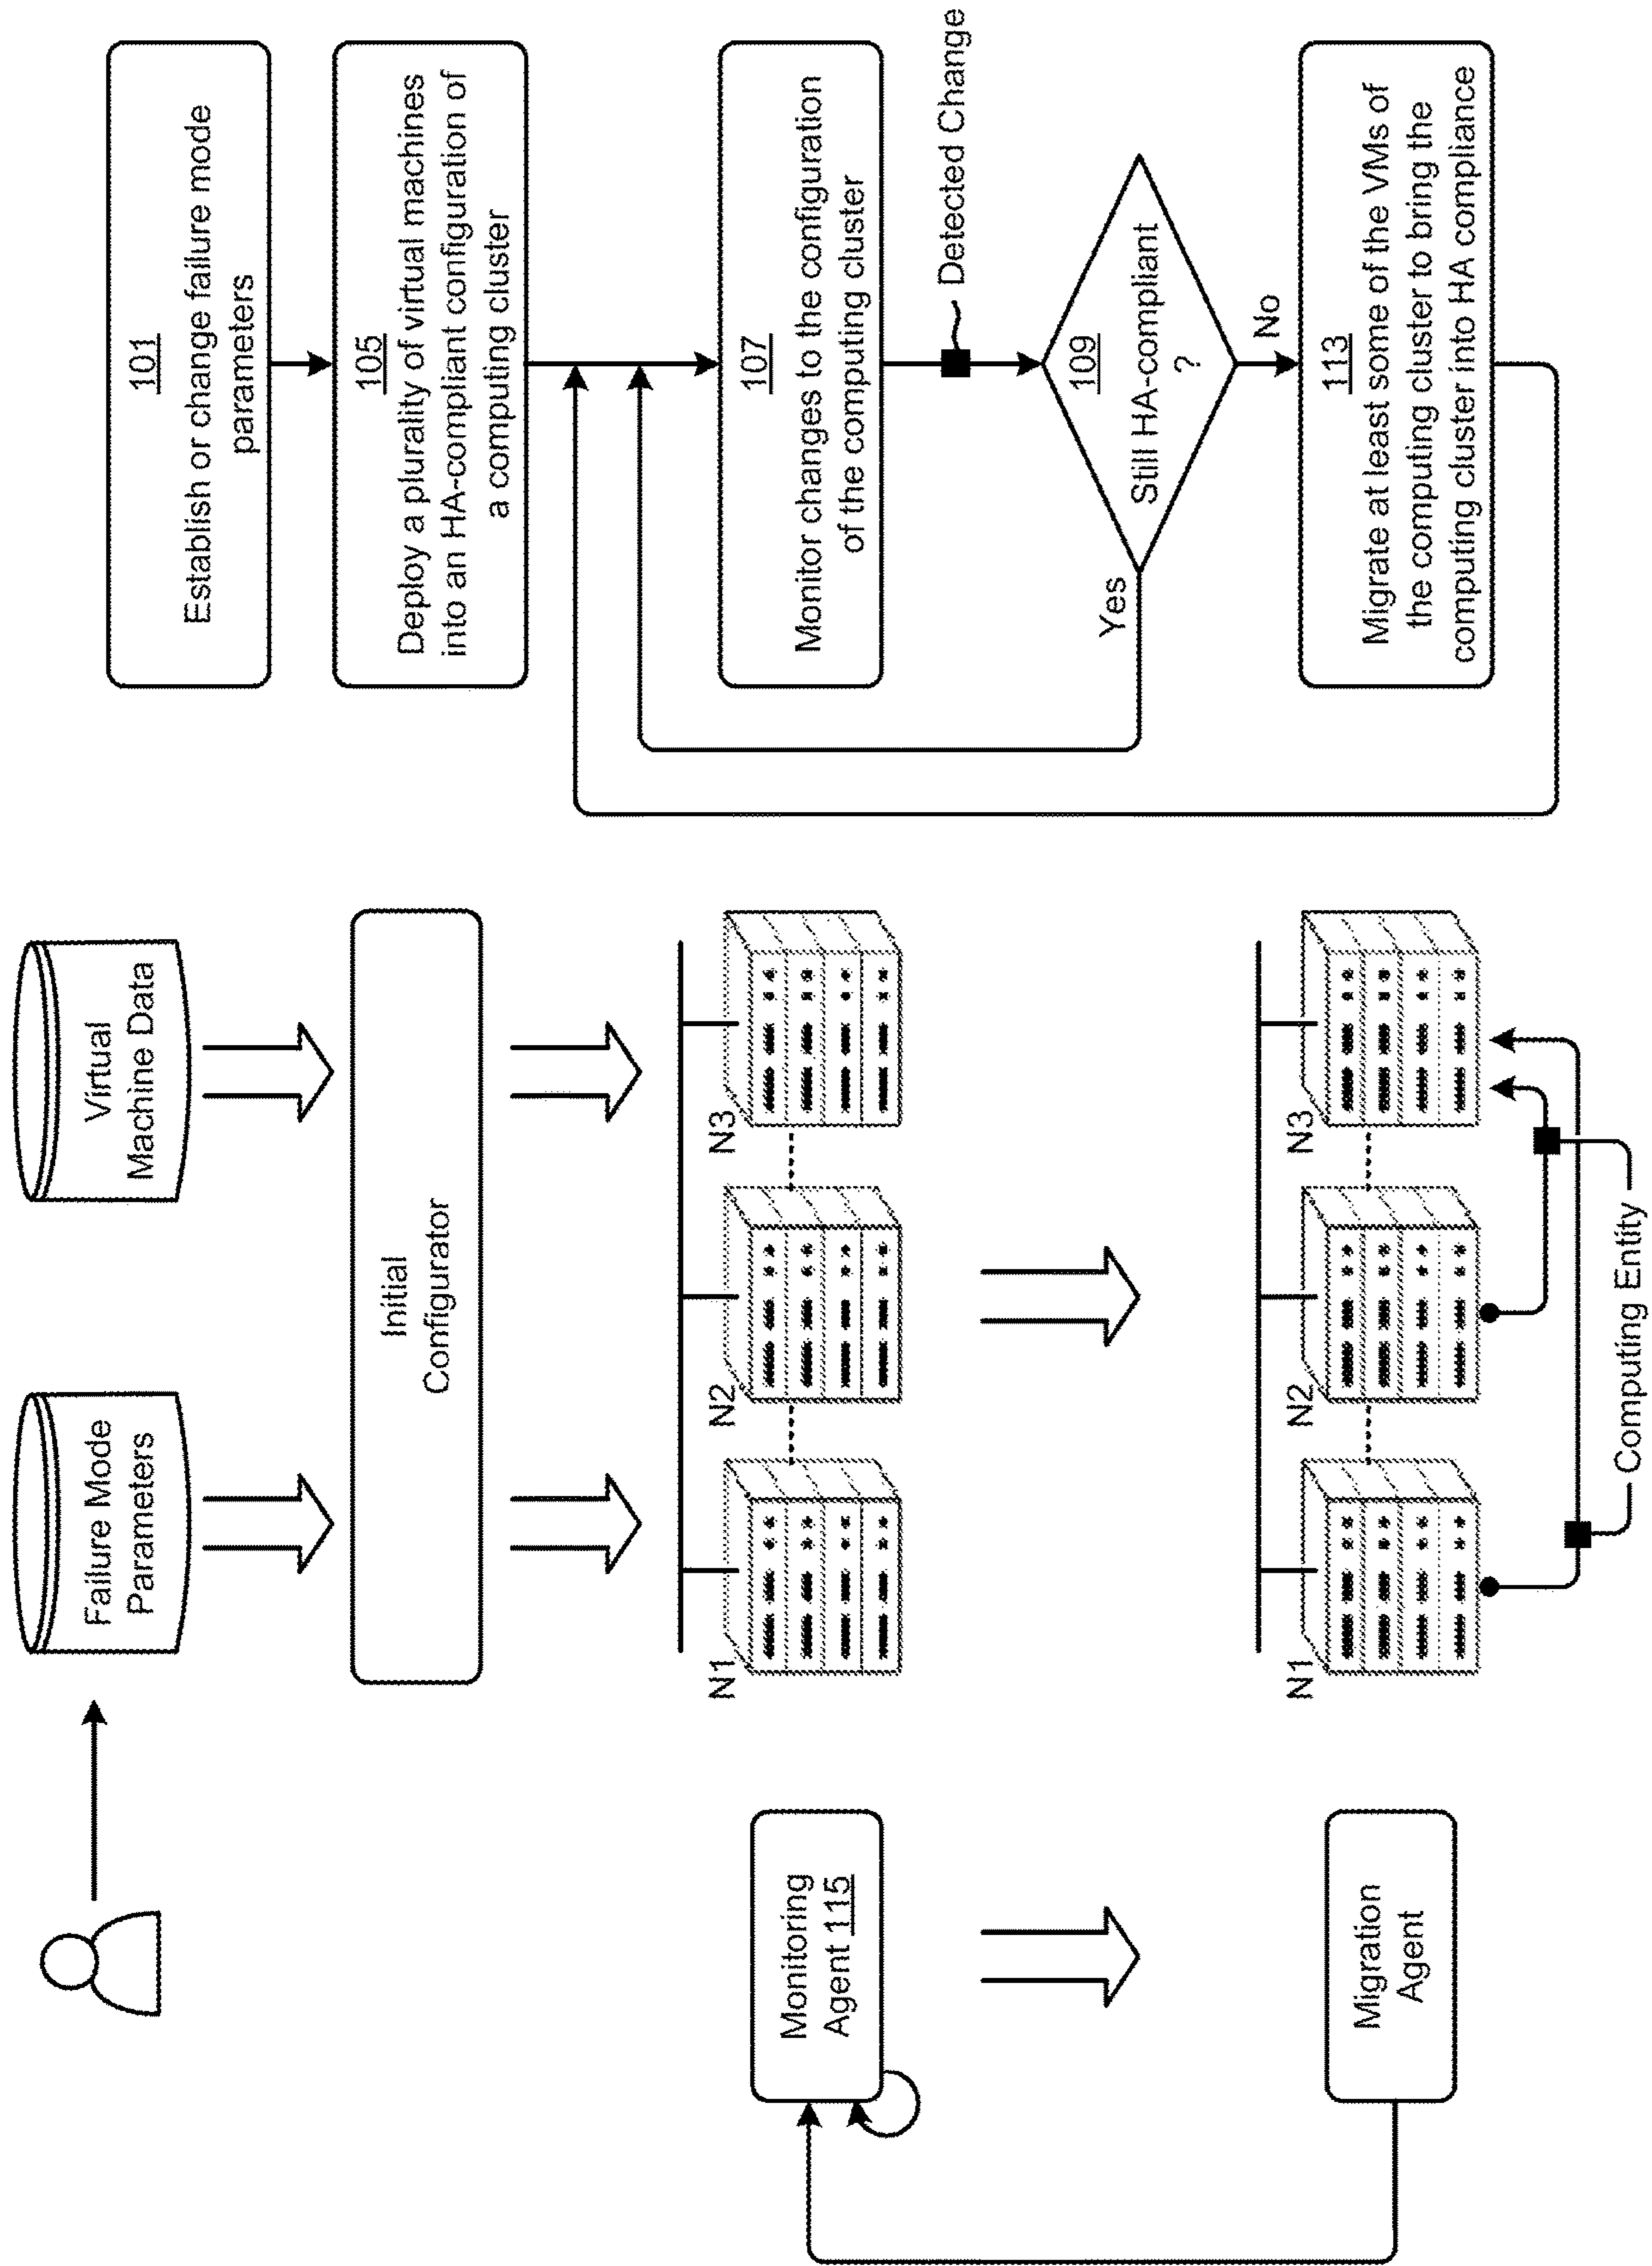 Failure Mode
Parameters
Virtual
Machine Data
101
Establish or change failure mode
parameters
Initial
Configurator
105
Deploy a plurality of virtual machines
into an HA-compliant configuration of
a computing cluster
Monitoring
Agent 115
N1
N2
N3
107
Monitor changes to the configuration
of the computing cluster
Detected Change
109
Still HA-compliant
?
Yes
No
Migration
Agent
N1
N2
N3
Computing Entity
113
Migrate at least some of the VMs of
the computing cluster to bring the
computing cluster into HA compliance